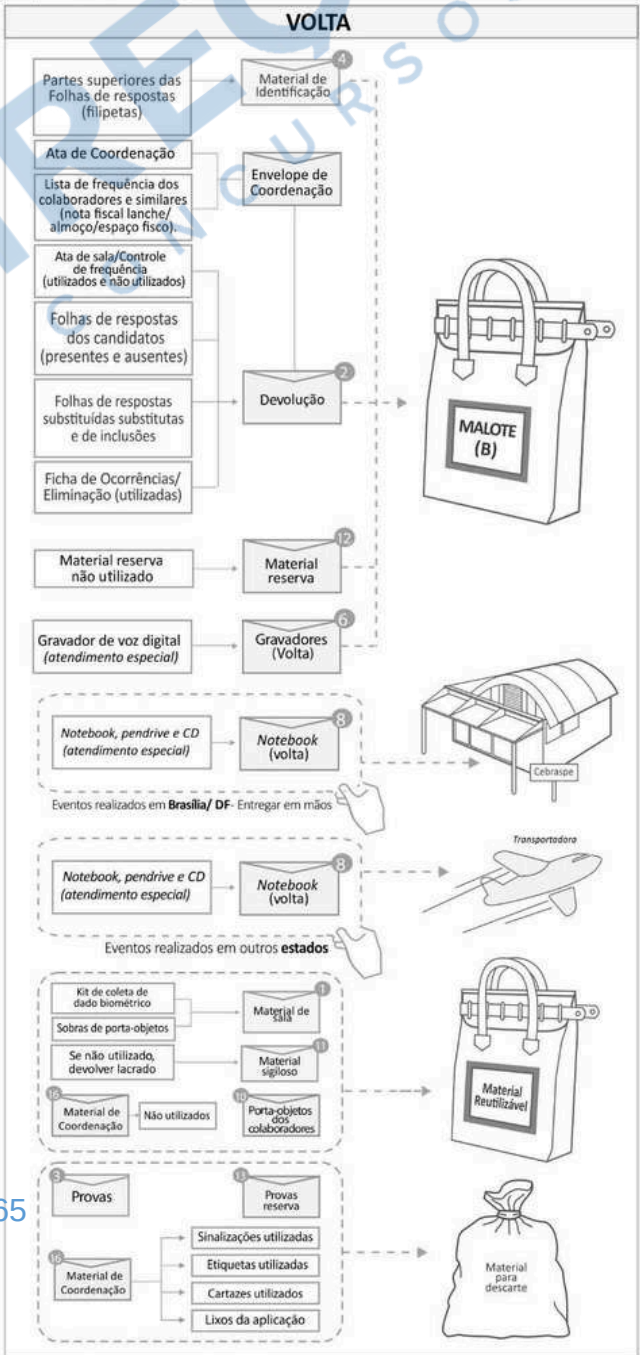 VOLTA
Partes superiores das
Folhas de respostas
(filipetas)
4
Material de
Identificação
Ata de Coordenação
Lista de frequência dos
colaboradores e similares
(nota fiscal lanche/
almoço/espaço fisco).
Envelope de
Coordenação
Ata de sala/Controle
de frequência
(utilizados e não utilizados)
Folhas de respostas
dos candidatos
(presentes e ausentes)
Folhas de respostas
substituídas substitutas
e de inclusões
Ficha de Ocorrências/
Eliminação (utilizadas)
2
Devolução
MALOTE
(B)
Material reserva
não utilizado
12
Material
reserva
Gravador de voz digital
(atendimento especial)
6
Gravadores
(Volta)
Notebook, pendrive e CD
(atendimento especial)
8
Notebook
(volta)
Cebraspe
Eventos realizados em Brasília/ DF- Entregar em mãos
Notebook, pendrive e CD
(atendimento especial)
8
Notebook
(volta)
Transportadora
Eventos realizados em outros estados
Kit de coleta de
dado biométrico
Sobras de porta-objetos
1
Material de
sala
Se não utilizado,
devolver lacrado
11
Material
sigiloso
16
Material de
Coordenação
Não utilizados
10
Porta-objetos
dos
colaboradores
Material
Reutilizável
3
Provas
13
Provas
reserva
16
Material de
Coordenação
Sinalizações utilizadas
Etiquetas utilizadas
Cartazes utilizados
Lixos da aplicação
Material
para
descarte
65
CONCURSO